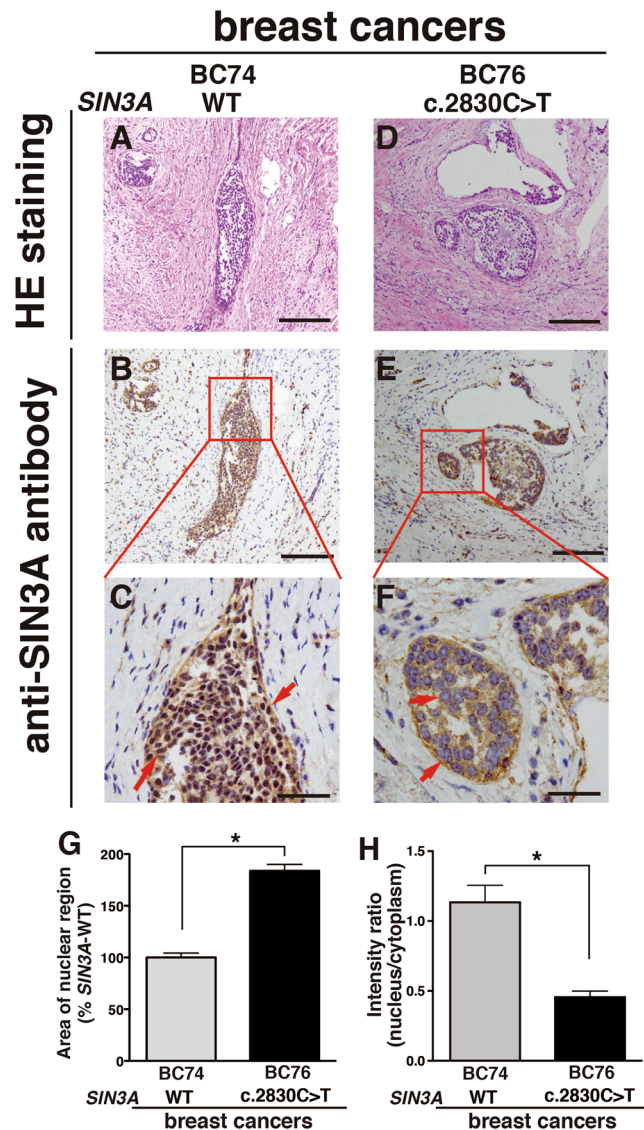 breast cancers
BC74
BC76
SIN3A
WT
c.2830C>T
HE staining
A
D
anti-SIN3A antibody
B
E
C
F
G
Area of nuclear region
(% SIN3A-WT)
200
150
100
50
0
*
BC74
BC76
SIN3A
WT
c.2830C>T
breast cancers
H
Intensity ratio
(nucleus/cytoplasm)
1.5
1.0
0.5
0.0
*
BC74
BC76
SIN3A
WT
c.2830C>T
breast cancers